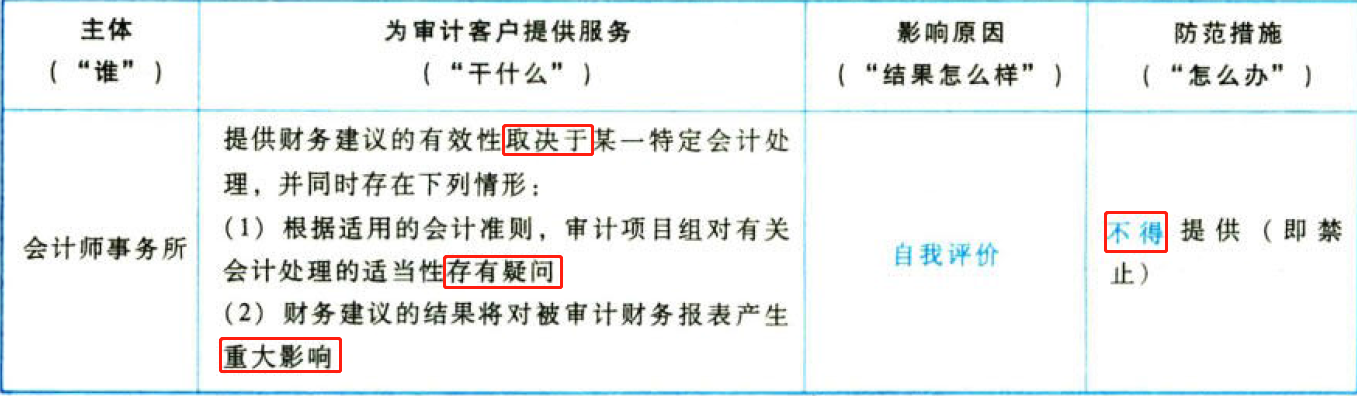 主体
(“谁”)
为审计客户提供服务
(“干什么”)
影响原因
(“结果怎么样”)
防范措施
(“怎么办”)
会计师事务所
提供财务建议的有效性取决于某一特定会计处
理，并同时存在下列情形：
(1) 根据适用的会计准则，审计项目组对有关
会计处理的适当性存有疑问
(2) 财务建议的结果将对被审计财务报表产生
重大影响
自我评价
不得提供(即禁
止)